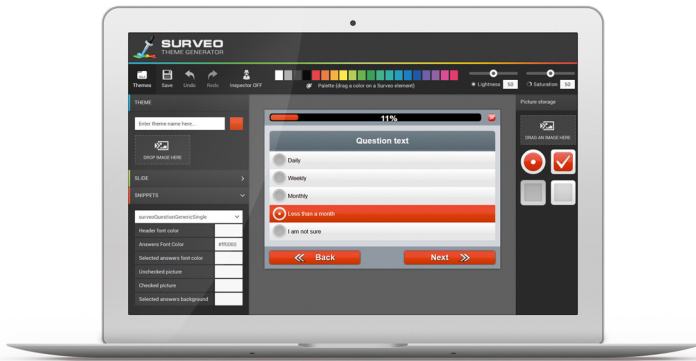 SURVEO
THEME GENERATOR
Themes
Save
Undo
Redo
Inspector OFF
Palette (drag a color on a Surveo element)
Lightness 50
Saturation 50
THEME
Enter theme name here..
DROP IMAGE HERE
SLIDE
SNIPPETS
surveoQuestionGenericSingle
Header font color
Answers Font Color #ff0000
Selected answers font color
Unchecked picture
Checked picture
Selected answers background
11%
Question text
Daily
Weekly
Monthly
Less than a month
I am not sure
Back
Next
Picture storage
DRAG AN IMAGE HERE